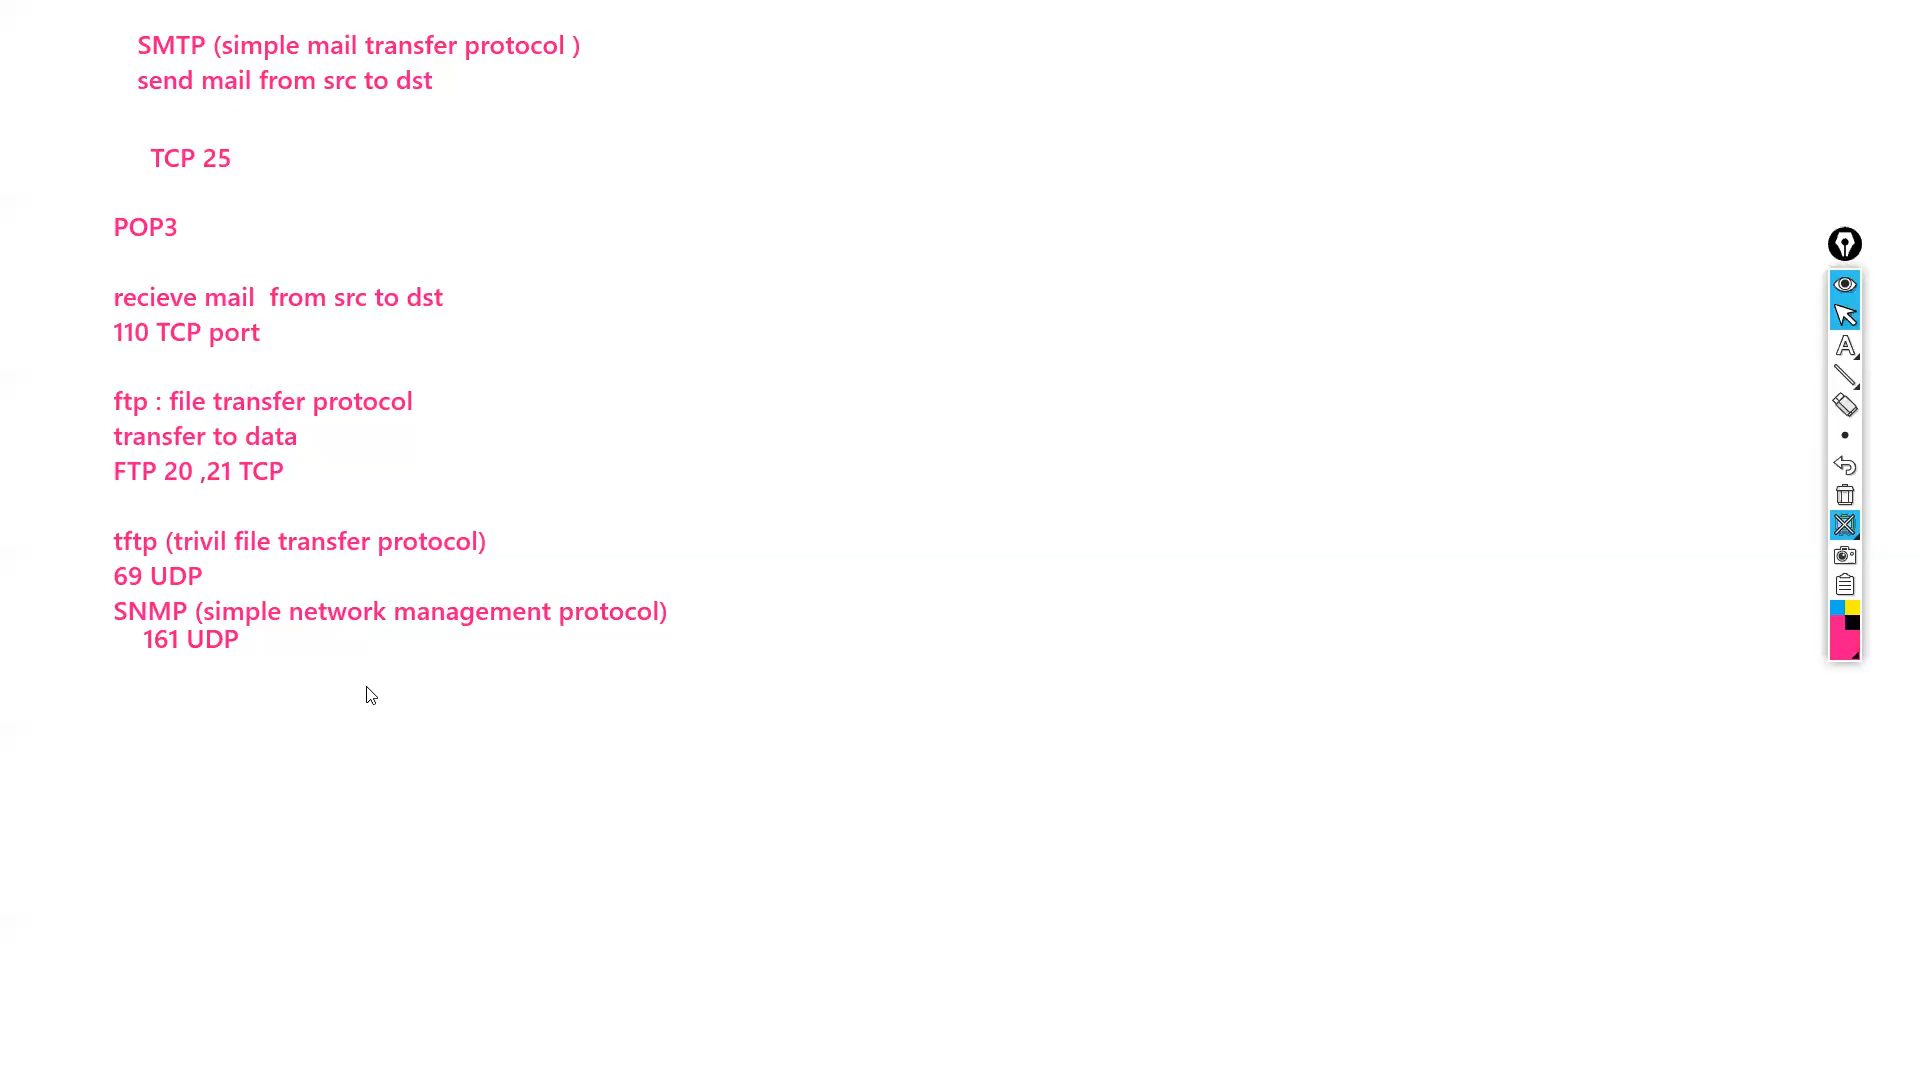 SMTP (simple mail transfer protocol )
send mail from src to dst
TCP 25
POP3
recieve mail  from src to dst
110 TCP port
ftp : file transfer protocol
transfer to data
FTP 20 ,21 TCP
tftp (trivil file transfer protocol)
69 UDP
SNMP (simple network management protocol)
161 UDP